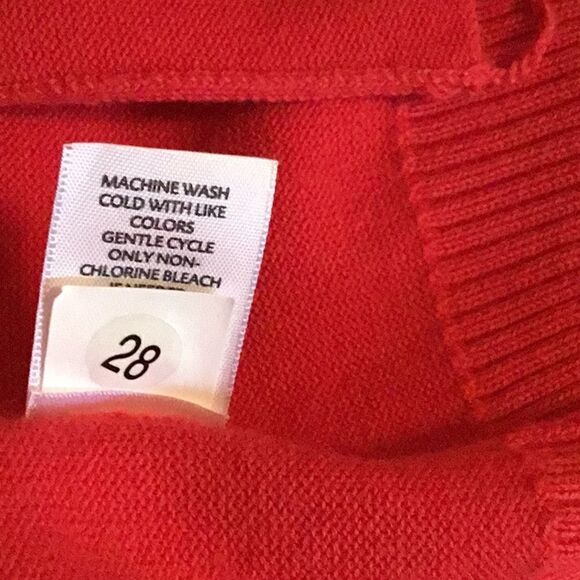 MACHINE WASH
COLD WITH LIKE
COLORS
GENTLE CYCLE
ONLY NON-
CHLORINE BLEACH
28